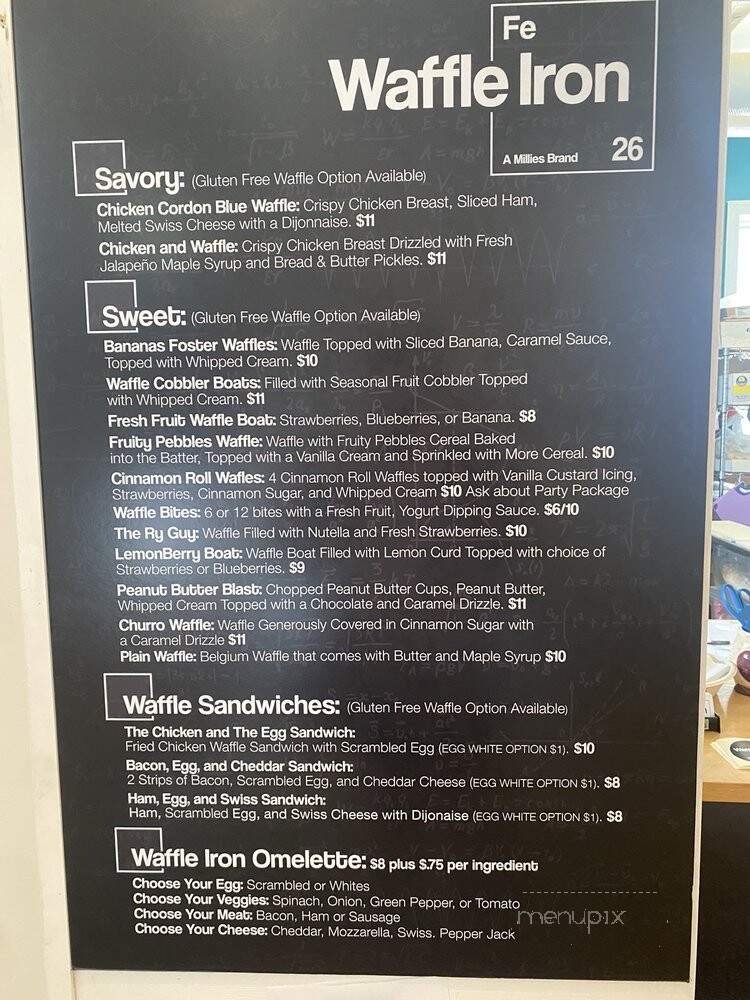 Fe
Waffle Iron
A Millies Brand 26
Savory: (Gluten Free Waffle Option Available)
Chicken Cordon Blue Waffle: Crispy Chicken Breast, Sliced Ham,
Melted Swiss Cheese with a Dijonnaise. $11
Chicken and Waffle: Crispy Chicken Breast Drizzled with Fresh
Jalapeño Maple Syrup and Bread & Butter Pickles. $11
Sweet: (Gluten Free Waffle Option Available)
Bananas Foster Waffles: Waffle Topped with Sliced Banana, Caramel Sauce,
Topped with Whipped Cream. $10
Waffle Cobbler Boats: Filled with Seasonal Fruit Cobbler Topped
with Whipped Cream. $11
Fresh Fruit Waffle Boat: Strawberries, Blueberries, or Banana. $8
Fruity Pebbles Waffle: Waffle with Fruity Pebbles Cereal Baked
into the Batter, Topped with a Vanilla Cream and Sprinkled with More Cereal. $10
Cinnamon Roll Wafles: 4 Cinnamon Roll Waffles topped with Vanilla Custard Icing,
Strawberries, Cinnamon Sugar, and Whipped Cream $10 Ask about Party Package
Waffle Bites: 6 or 12 bites with a Fresh Fruit, Yogurt Dipping Sauce. $6/10
The Ry Guy: Waffle Filled with Nutella and Fresh Strawberries. $10
LemonBerry Boat: Waffle Boat Filled with Lemon Curd Topped with choice of
Strawberries or Blueberries. $9
Peanut Butter Blast: Chopped Peanut Butter Cups, Peanut Butter,
Whipped Cream Topped with a Chocolate and Caramel Drizzle. $11
Churro Waffle: Waffle Generously Covered in Cinnamon Sugar with
a Caramel Drizzle $11
Plain Waffle: Belgium Waffle that comes with Butter and Maple Syrup $10
Waffle Sandwiches: (Gluten Free Waffle Option Available)
The Chicken and The Egg Sandwich:
Fried Chicken Waffle Sandwich with Scrambled Egg (EGG WHITE OPTION $1). $10
Bacon, Egg, and Cheddar Sandwich:
2 Strips of Bacon, Scrambled Egg, and Cheddar Cheese (EGG WHITE OPTION $1). $8
Ham, Egg, and Swiss Sandwich:
Ham, Scrambled Egg, and Swiss Cheese with Dijonaise (EGG WHITE OPTION $1). $8
Waffle Iron Omelette: $8 plus $.75 per ingredient
Choose Your Egg: Scrambled or Whites
Choose Your Veggies: Spinach, Onion, Green Pepper, or Tomato
Choose Your Meat: Bacon, Ham or Sausage
Choose Your Cheese: Cheddar, Mozzarella, Swiss. Pepper Jack
menupix